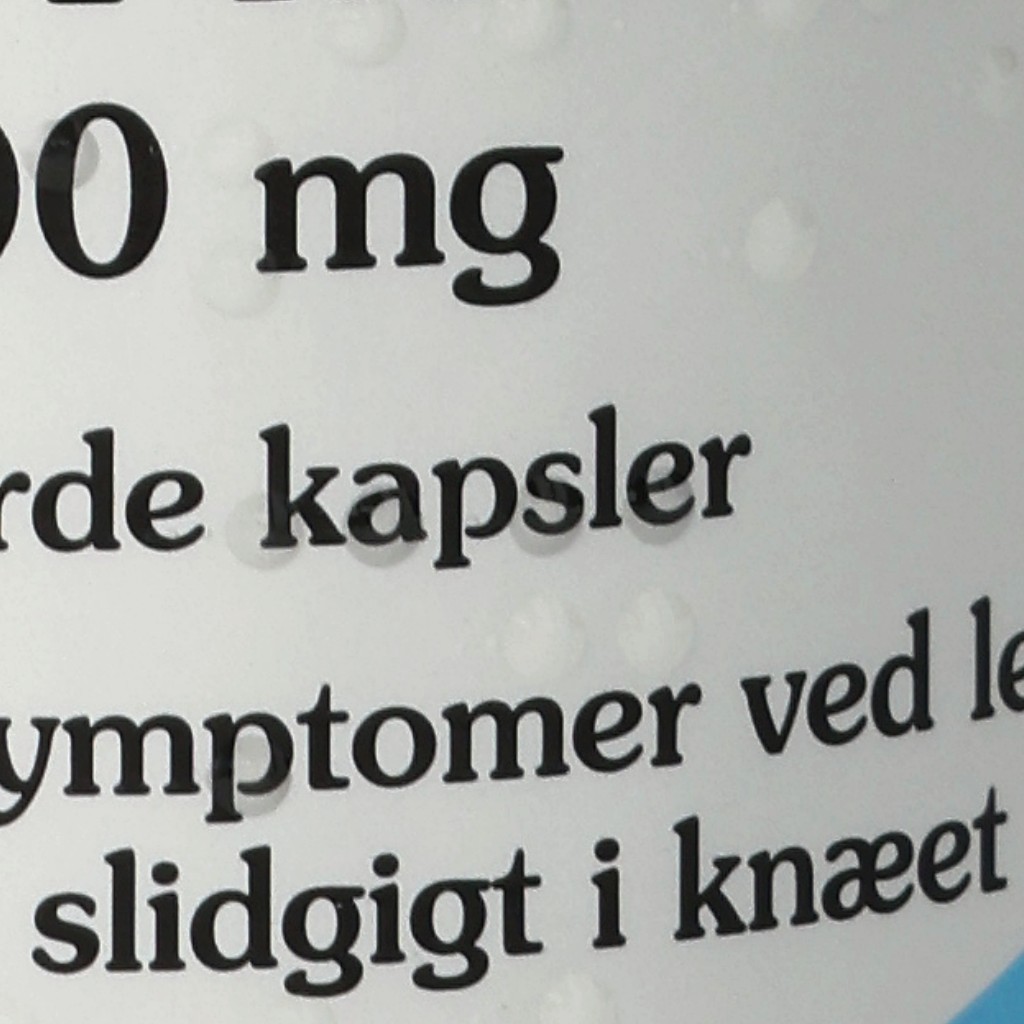 00 mg
rde kapsler
ymptomer ved le
slidgigt i knæet